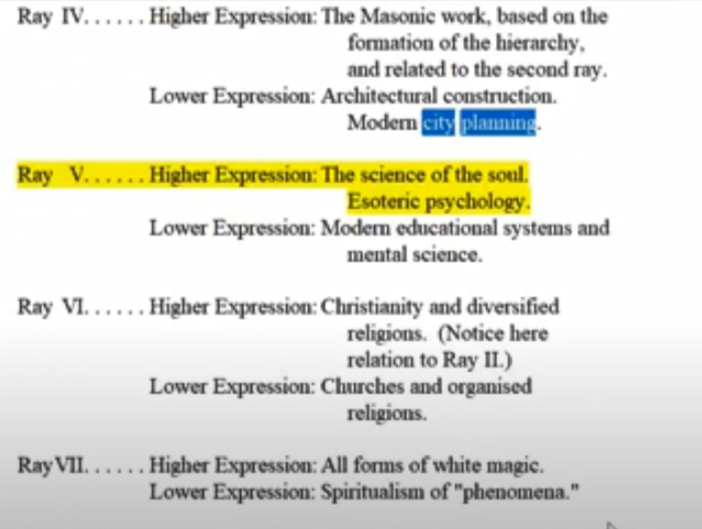 Ray IV. . . . . . Higher Expression: The Masonic work, based on the
formation of the hierarchy,
and related to the second ray.
Lower Expression: Architectural construction.
Modern city planning.
Ray V. . . . . . Higher Expression: The science of the soul.
Esoteric psychology.
Lower Expression: Modern educational systems and
mental science.
Ray VI. . . . . . Higher Expression: Christianity and diversified
religions. (Notice here
relation to Ray II.)
Lower Expression: Churches and organised
religions.
Ray VII. . . . . . Higher Expression: All forms of white magic.
Lower Expression: Spiritualism of "phenomena."